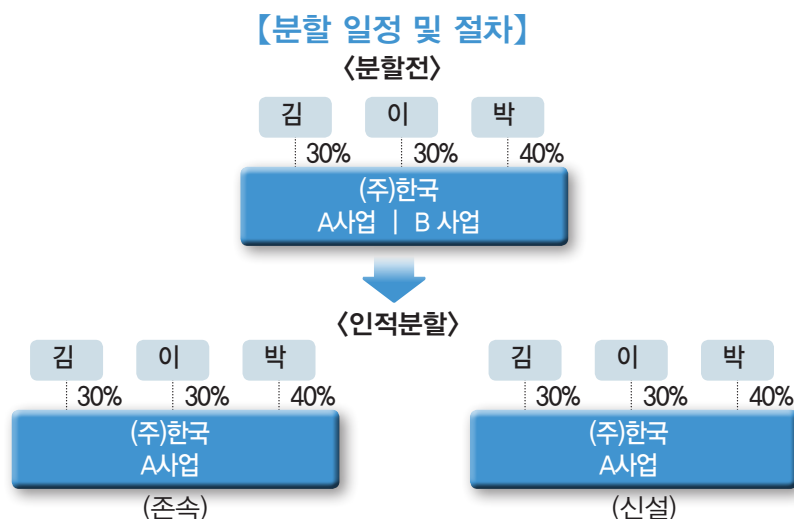 【분할 일정 및 절차】
〈분할전〉
김 이 박
30% 30% 40%
(주)한국
A사업 | B 사업
〈인적분할〉
김 이 박 김 이 박
30% 30% 40% 30% 30% 40%
(주)한국 (주)한국
A사업 A사업
(존속) (신설)